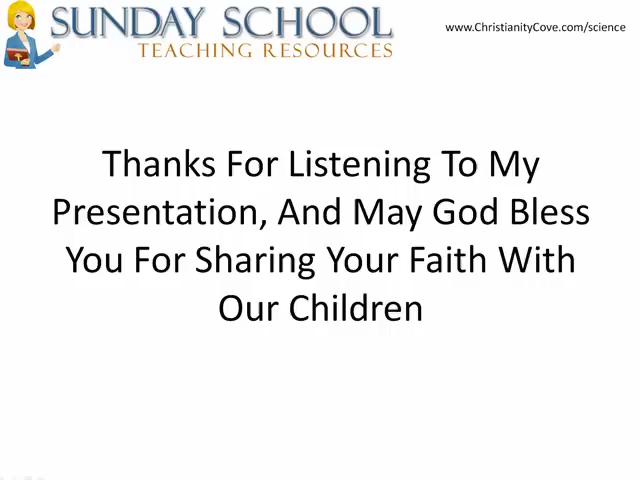 SUNDAY SCHOOL
TEACHING RESOURCES
www.ChristianityCove.com/science
Thanks For Listening To My
Presentation, And May God Bless
You For Sharing Your Faith With
Our Children